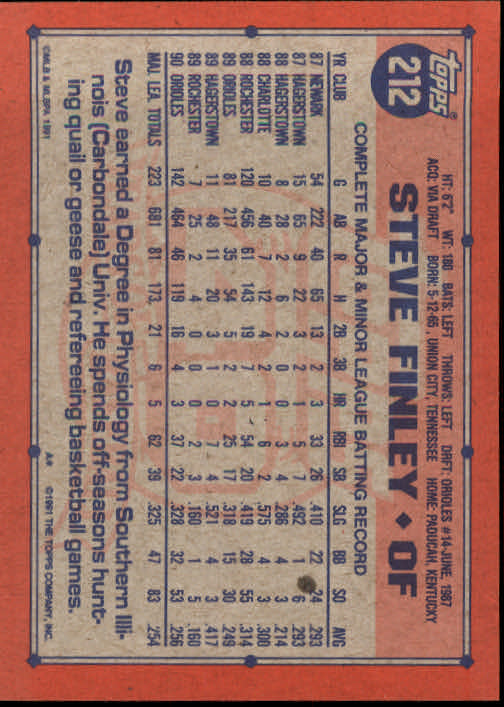 topps®
212
HT: 6'2" WT: 180 BATS: LEFT THROWS: LEFT DRFT: ORIOLES #14-JUNE, 1987
ACQ: VIA DRAFT BORN: 5-12-65, UNION CITY, TENNESSEE HOME: PADUCAH, KENTUCKY
STEVE FINLEY ♦ OF
COMPLETE MAJOR & MINOR LEAGUE BATTING RECORD
YR CLUB G AB R H 2B 3B HR RBI SB SLG BB SO AVG
87 NEWARK 54 222 40 65 13 2 3 33 26 .410 22 24 .293
87 HAGERSTOWN 15 65 9 22 3 2 1 5 7 .492 1 6 .293
88 HAGERSTOWN 8 28 2 6 2 0 0 3 4 .286 4 3 .214
88 CHARLOTTE 10 40 7 12 4 2 1 6 2 .575 4 3 .300
88 ROCHESTER 120 456 61 143 19 7 5 54 20 .419 28 55 .314
89 ORIOLES 81 217 35 54 5 2 2 25 17 .318 15 30 .249
89 HAGERSTOWN 11 48 11 20 3 1 0 7 4 .521 4 3 .417
89 ROCHESTER 7 25 2 4 0 0 0 2 3 .160 1 5 .160
90 ORIOLES 142 464 46 119 16 4 3 37 22 .328 32 53 .256
MAJ. LEA. TOTALS 223 681 81 173 21 6 5 62 39 .325 47 83 .254
Steve earned a Degree in Physiology from Southern Illi-
nois (Carbondale) Univ. He spends off-seasons hunt-
ing quail or geese and refereeing basketball games.
©MLB & MLBPA 1991
A* ©1991 THE TOPPS COMPANY, INC.